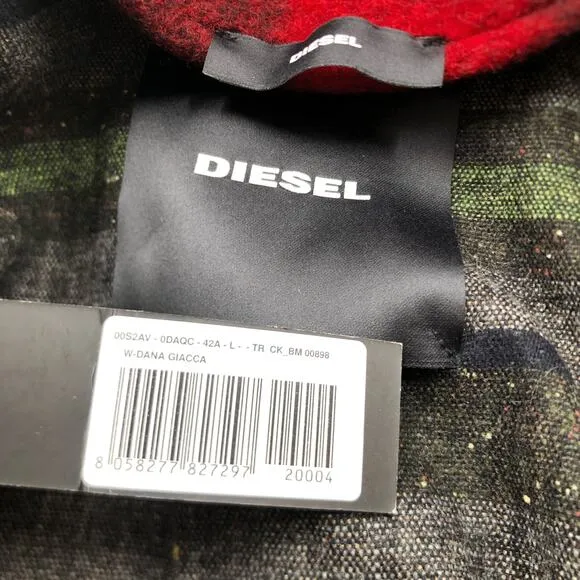 DIESEL
DIESEL
00S2AV - 0DAQC - 42A - L - - TR CK_BM 00898
W-DANA GIACCA
8 058277 827297 20004